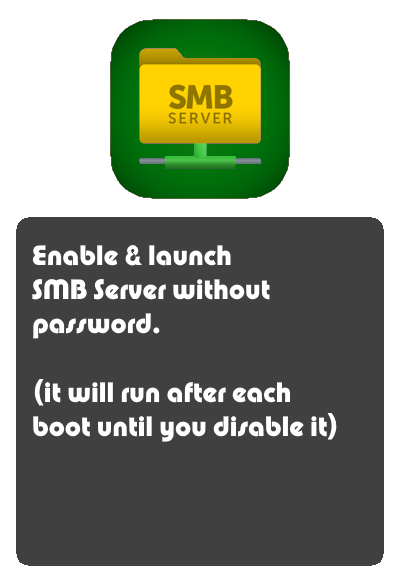 SMB
SERVER
Enable & launch
SMB Server without
password.
(it will run after each
boot until you disable it)